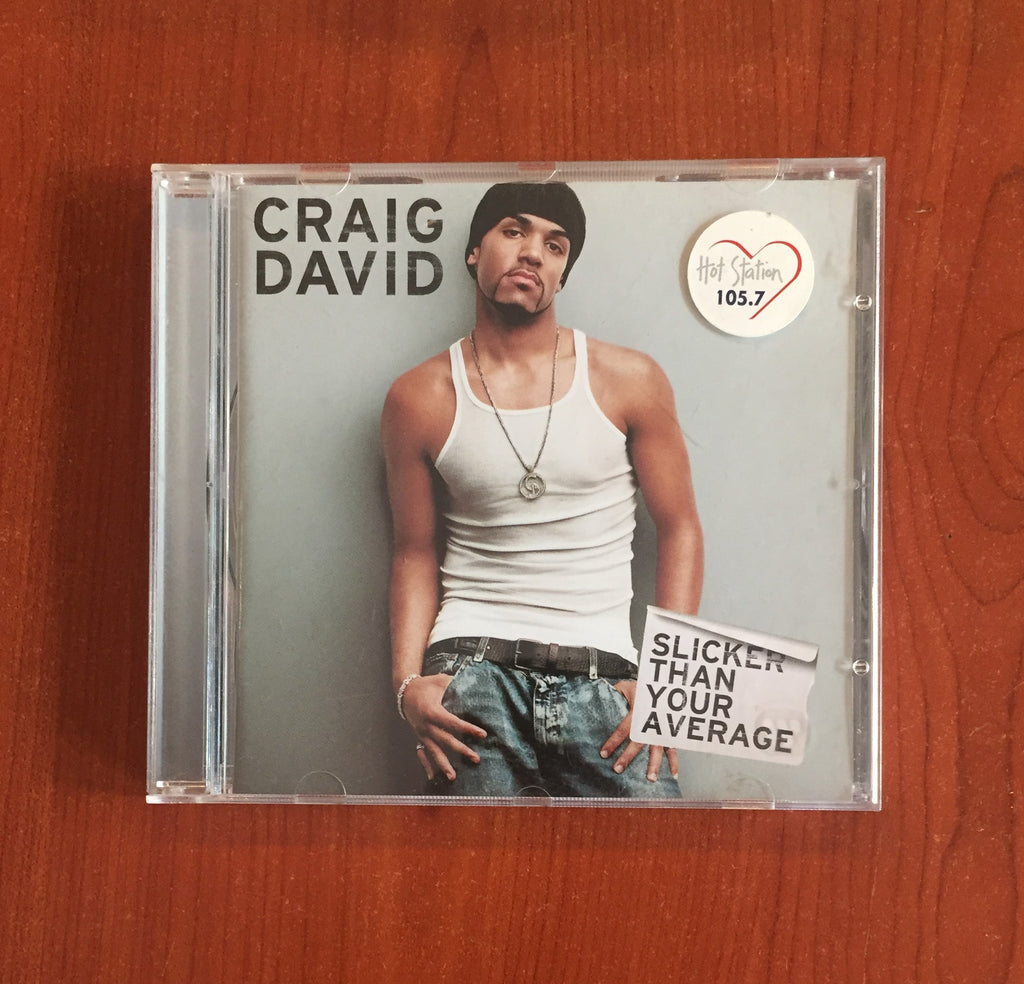 CRAIG
DAVID
Hot Station
105.7
SLICKER
THAN
YOUR
AVERAGE